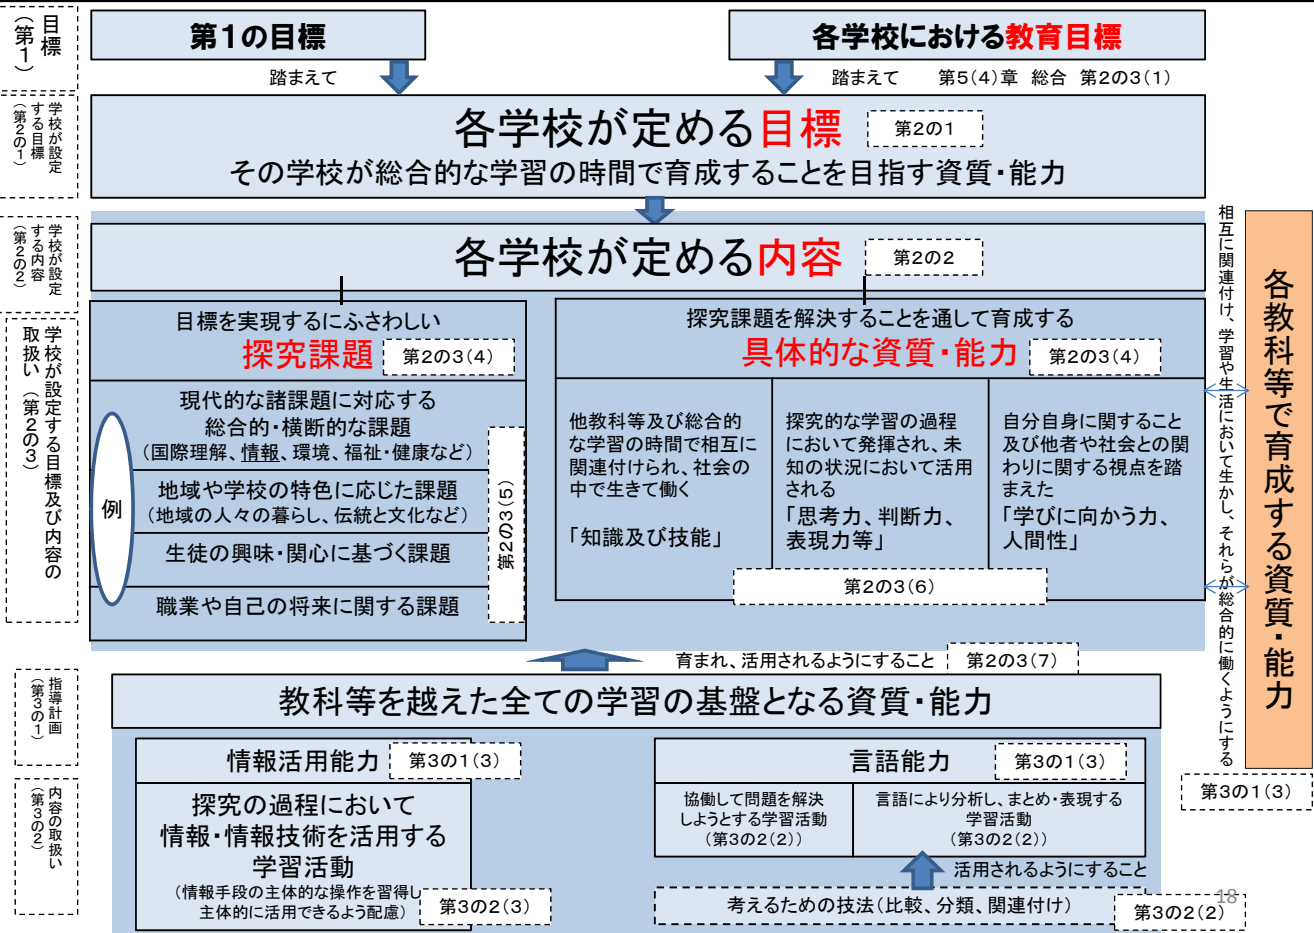 目標
（第１）
第１の目標
各学校における教育目標
踏まえて
踏まえて　第５（４）章　総合　第２の３（１）
学校が設定
する目標
（第２の１）
各学校が定める目標
第２の１
その学校が総合的な学習の時間で育成することを目指す資質・能力
学校が設定
する内容
（第２の２）
各学校が定める内容
第２の２
学校が設定する目標及び内容の
取扱い（第２の３）
目標を実現するにふさわしい
探究課題
第２の３（４）
例
現代的な諸課題に対応する
総合的・横断的な課題
（国際理解、情報、環境、福祉・健康など）
地域や学校の特色に応じた課題
（地域の人々の暮らし、伝統と文化など）
生徒の興味・関心に基づく課題
職業や自己の将来に関する課題
第２の３（５）
探究課題を解決することを通して育成する
具体的な資質・能力
第２の３（４）
他教科等及び総合的
な学習の時間で相互に
関連付けられ、社会の
中で生きて働く
「知識及び技能」
探究的な学習の過程
において発揮され、未
知の状況において活用
される
「思考力、判断力、
表現力等」
自分自身に関すること
及び他者や社会との関
わりに関する視点を踏
まえた
「学びに向かう力、
人間性」
第２の３（６）
相互に関連付け、学習や生活において生かし、それらが総合的に働くようにする
各教科等で育成する資質・能力
第３の１（３）
育まれ、活用されるようにすること
第２の３（７）
指導計画
（第３の１）
教科等を越えた全ての学習の基盤となる資質・能力
内容の取扱い
（第３の２）
情報活用能力
第３の１（３）
探究の過程において
情報・情報技術を活用する
学習活動
（情報手段の主体的な操作を習得し
主体的に活用できるよう配慮）
第３の２（３）
言語能力
第３の１（３）
協働して問題を解決
しようとする学習活動
（第３の２（２））
言語により分析し、まとめ・表現する
学習活動
（第３の２（２））
活用されるようにすること
考えるための技法（比較、分類、関連付け）
第３の２（２）
18